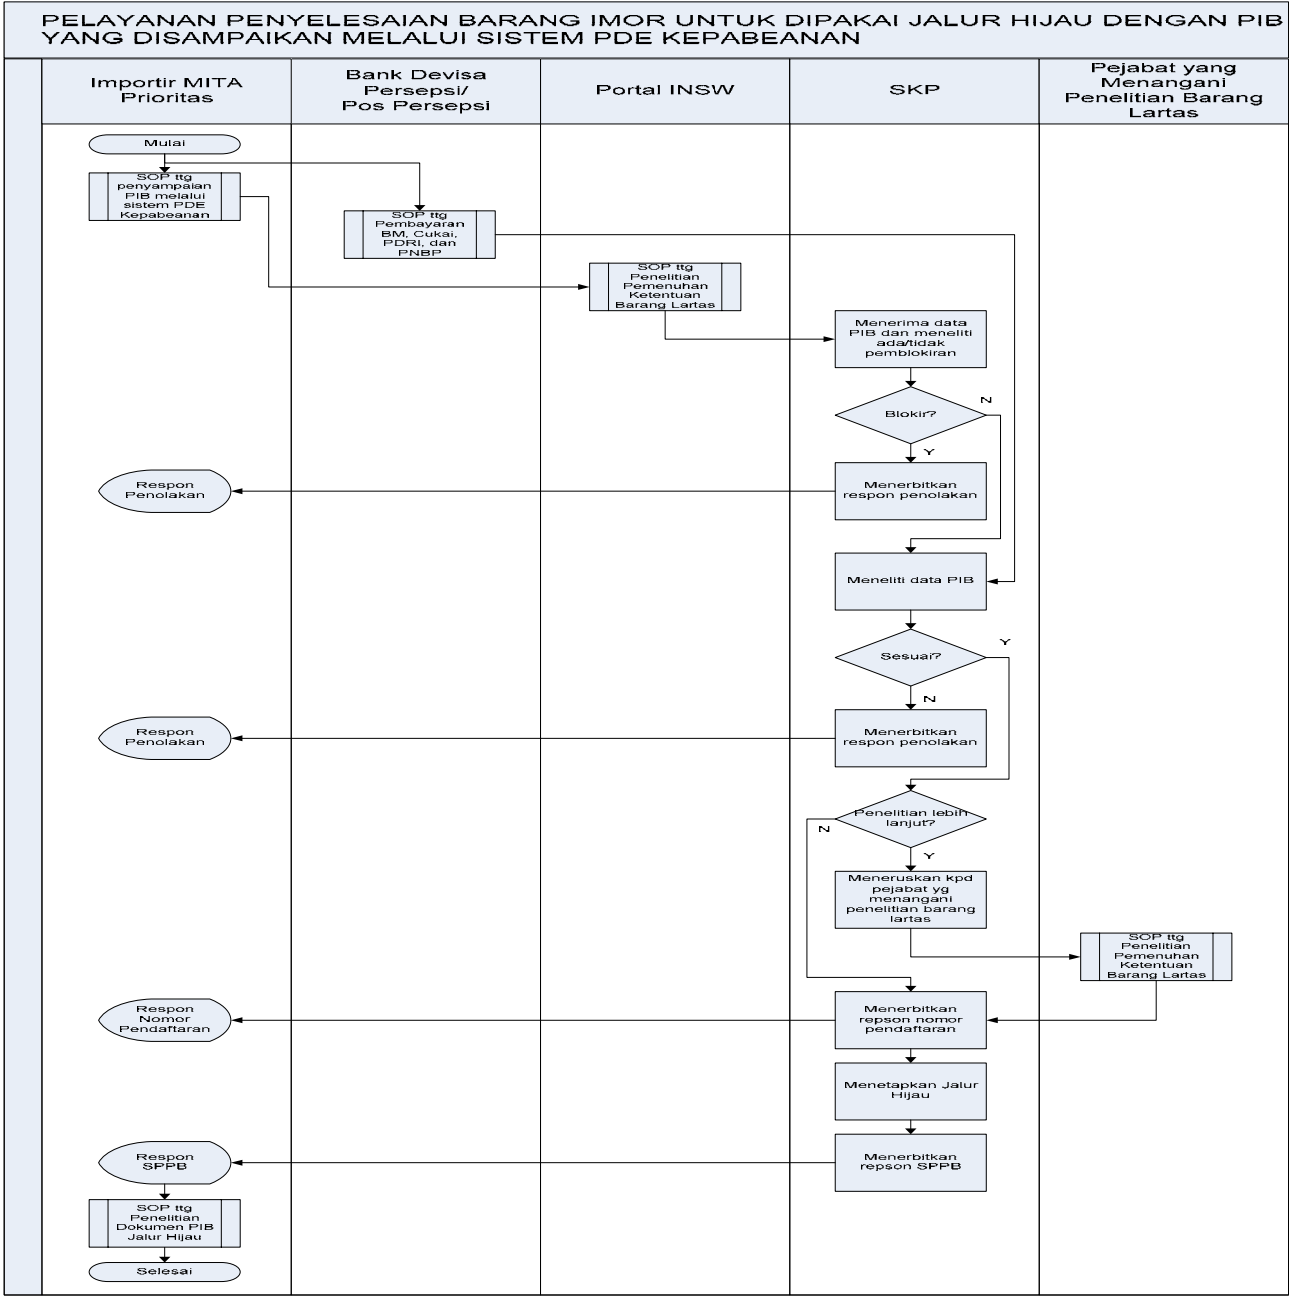 PELAYANAN PENYELESAIAN BARANG IMOR UNTUK DIPAKAI JALUR HIJAU DENGAN PIB
YANG DISAMPAIKAN MELALUI SISTEM PDE KEPABEANAN
Importir MITA
Prioritas
Bank Devisa
Persepsi/
Pos Persepsi
Portal INSW
SKP
Pejabat yang
Menangani
Penelitian Barang
Lartas
Mulai
SOP ttg
penyampaian
PIB melalui
sistem PDE
Kepabeanan
SOP ttg
Pembayaran
BM, Cukai,
PDRI, dan
PNBP
SOP ttg
Penelitian
Pemenuhan
Ketentuan
Barang Lartas
Menerima data
PIB dan meneliti
ada/tidak
pemblokiran
Blokir?
N
Y
Menerbitkan
respon penolakan
Respon
Penolakan
Meneliti data PIB
Sesuai?
Y
N
Menerbitkan
respon penolakan
Respon
Penolakan
Penelitian lebih
lanjut?
N
Y
Meneruskan kpd
pejabat yg
menangani
penelitian barang
lartas
SOP ttg
Penelitian
Pemenuhan
Ketentuan
Barang Lartas
Menerbitkan
repson nomor
pendaftaran
Respon
Nomor
Pendaftaran
Menetapkan Jalur
Hijau
Menerbitkan
repson SPPB
Respon
SPPB
SOP ttg
Penelitian
Dokumen PIB
Jalur Hijau
Selesai